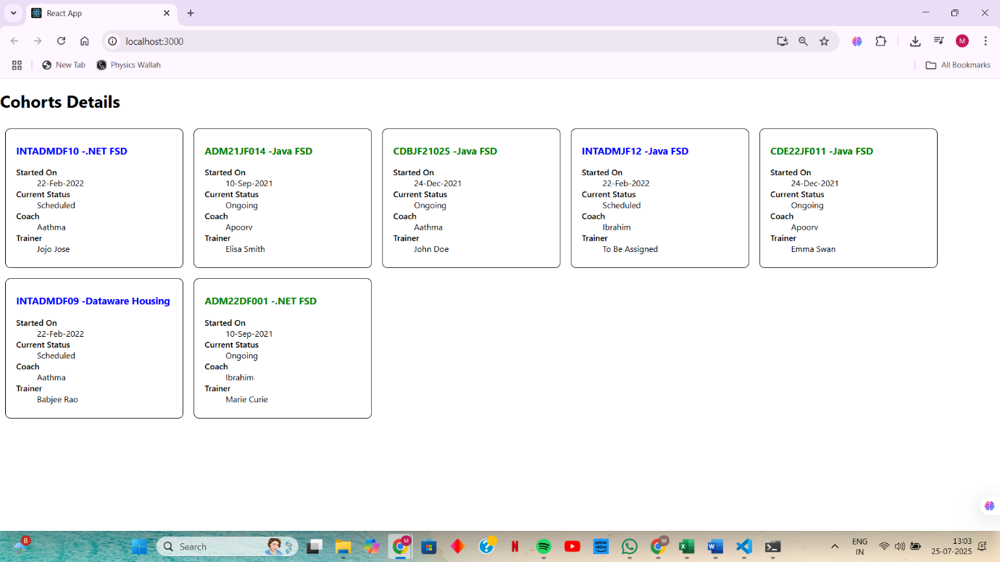 React App
localhost:3000
M
New Tab
Physics Wallah
All Bookmarks
Cohorts Details
INTADMDF10 -.NET FSD
Started On
22-Feb-2022
Current Status
Scheduled
Coach
Aathma
Trainer
Jojo Jose
ADM21JF014 -Java FSD
Started On
10-Sep-2021
Current Status
Ongoing
Coach
Apoorv
Trainer
Elisa Smith
CDBJF21025 -Java FSD
Started On
24-Dec-2021
Current Status
Ongoing
Coach
Aathma
Trainer
John Doe
INTADMJF12 -Java FSD
Started On
22-Feb-2022
Current Status
Scheduled
Coach
Ibrahim
Trainer
To Be Assigned
CDE22JF011 -Java FSD
Started On
24-Dec-2021
Current Status
Ongoing
Coach
Apoorv
Trainer
Emma Swan
INTADMDF09 -Dataware Housing
Started On
22-Feb-2022
Current Status
Scheduled
Coach
Aathma
Trainer
Babjee Rao
ADM22DF001 -.NET FSD
Started On
10-Sep-2021
Current Status
Ongoing
Coach
Ibrahim
Trainer
Marie Curie
8
Search
M
N
prime video
M
ENG
IN
13:03
25-07-2025